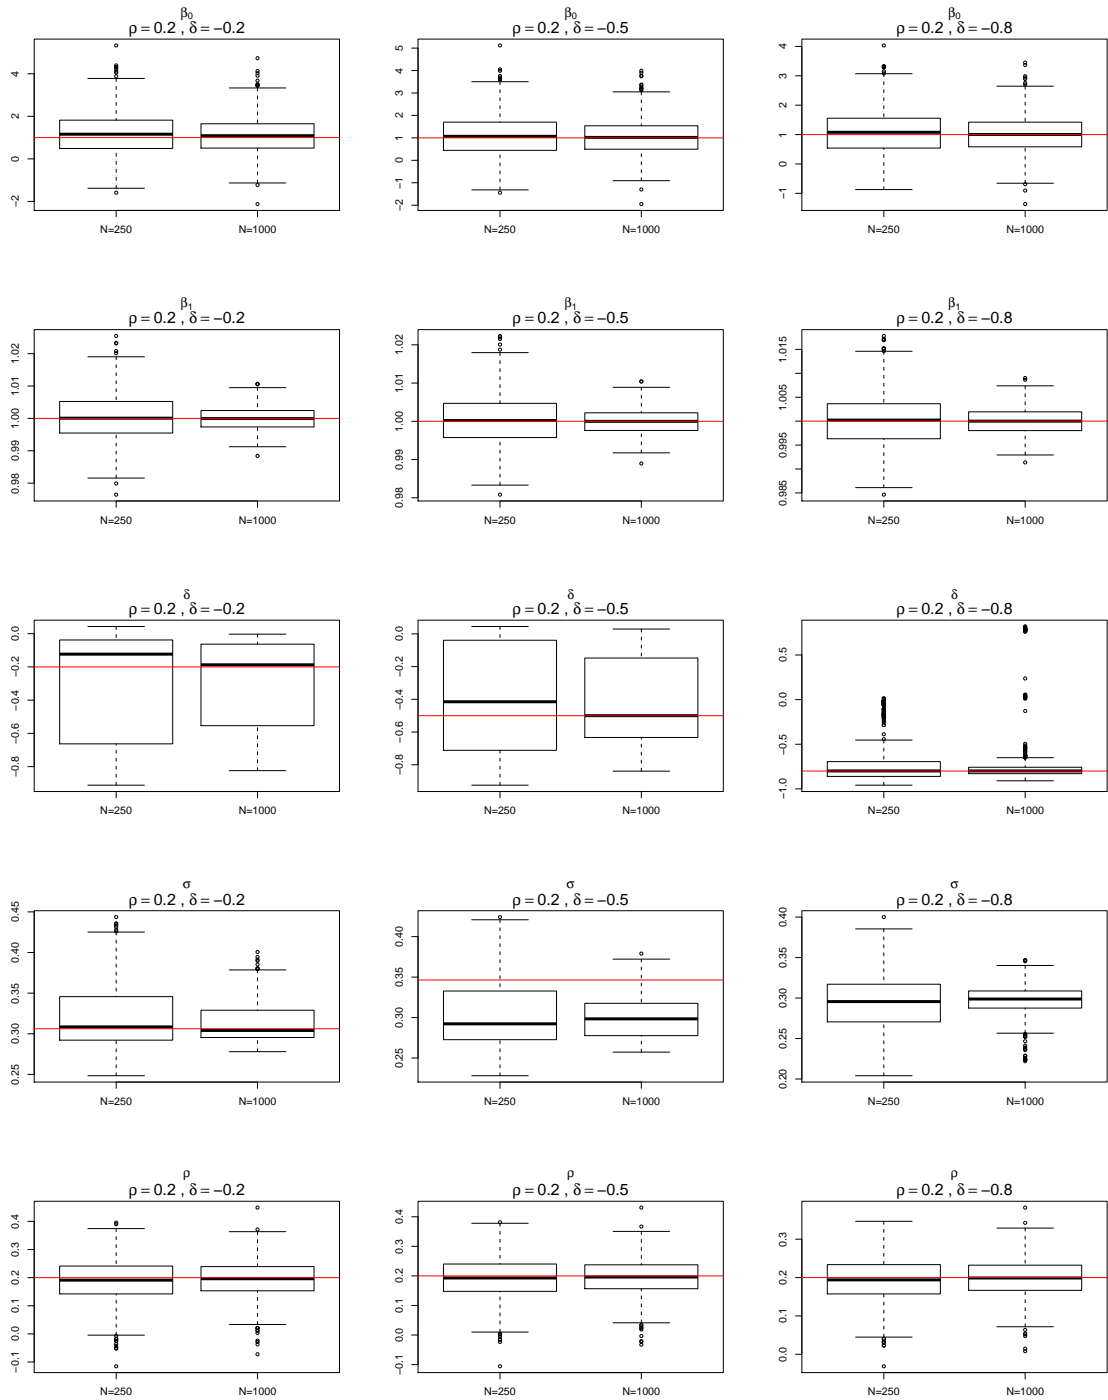 β₀ β₀ β₀
ρ = 0.2 , δ = −0.2 ρ = 0.2 , δ = −0.5 ρ = 0.2 , δ = −0.8
−2 0 2 4
N=250 N=1000
−2 −1 0 1 2 3 4 5
N=250 N=1000
−1 0 1 2 3 4
N=250 N=1000
β₁ β₁ β₁
ρ = 0.2 , δ = −0.2 ρ = 0.2 , δ = −0.5 ρ = 0.2 , δ = −0.8
0.98 0.99 1.00 1.01 1.02
N=250 N=1000
0.98 0.99 1.00 1.01 1.02
N=250 N=1000
0.985 0.995 1.005 1.015
N=250 N=1000
δ δ δ
ρ = 0.2 , δ = −0.2 ρ = 0.2 , δ = −0.5 ρ = 0.2 , δ = −0.8
−0.8 −0.6 −0.4 −0.2 0.0
N=250 N=1000
−0.8 −0.6 −0.4 −0.2 0.0
N=250 N=1000
−1.0 −0.5 0.0 0.5
N=250 N=1000
σ σ σ
ρ = 0.2 , δ = −0.2 ρ = 0.2 , δ = −0.5 ρ = 0.2 , δ = −0.8
0.25 0.30 0.35 0.40 0.45
N=250 N=1000
0.25 0.30 0.35 0.40
N=250 N=1000
0.20 0.25 0.30 0.35 0.40
N=250 N=1000
ρ ρ ρ
ρ = 0.2 , δ = −0.2 ρ = 0.2 , δ = −0.5 ρ = 0.2 , δ = −0.8
−0.1 0.0 0.1 0.2 0.3 0.4
N=250 N=1000
−0.1 0.0 0.1 0.2 0.3 0.4
N=250 N=1000
0.0 0.1 0.2 0.3
N=250 N=1000